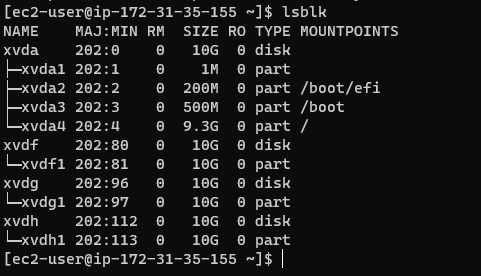 [ec2-user@ip-172-31-35-155 ~]$ lsblk
NAME    MAJ:MIN RM  SIZE RO TYPE MOUNTPOINTS
xvda    202:0    0   10G  0 disk
├─xvda1 202:1    0    1M  0 part
├─xvda2 202:2    0  200M  0 part /boot/efi
├─xvda3 202:3    0  500M  0 part /boot
└─xvda4 202:4    0  9.3G  0 part /
xvdf    202:80   0   10G  0 disk
└─xvdf1 202:81   0   10G  0 part
xvdg    202:96   0   10G  0 disk
└─xvdg1 202:97   0   10G  0 part
xvdh    202:112  0   10G  0 disk
└─xvdh1 202:113  0   10G  0 part
[ec2-user@ip-172-31-35-155 ~]$